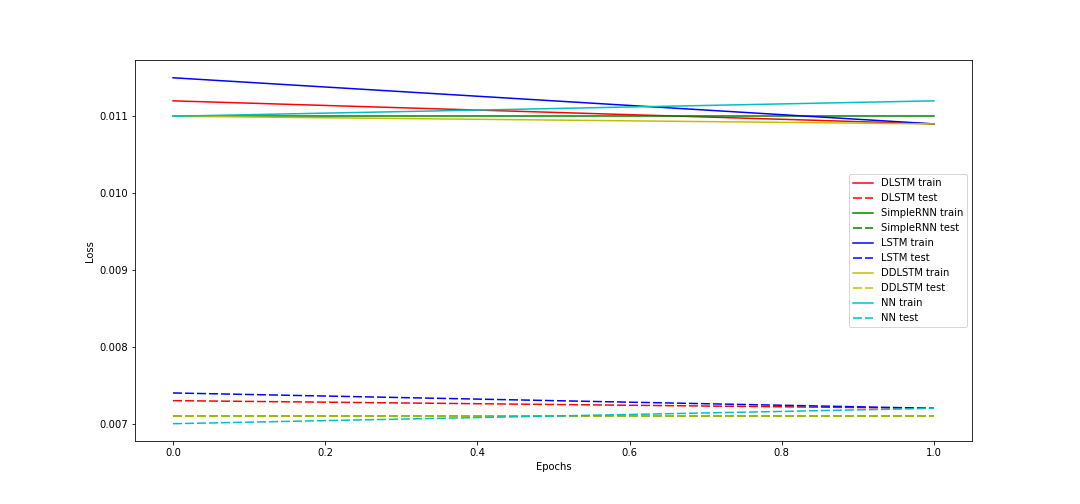 0.011
0.010
0.009
0.008
0.007
Loss
0.0 0.2 0.4 0.6 0.8 1.0
Epochs
DLSTM train
DLSTM test
SimpleRNN train
SimpleRNN test
LSTM train
LSTM test
DDLSTM train
DDLSTM test
NN train
NN test